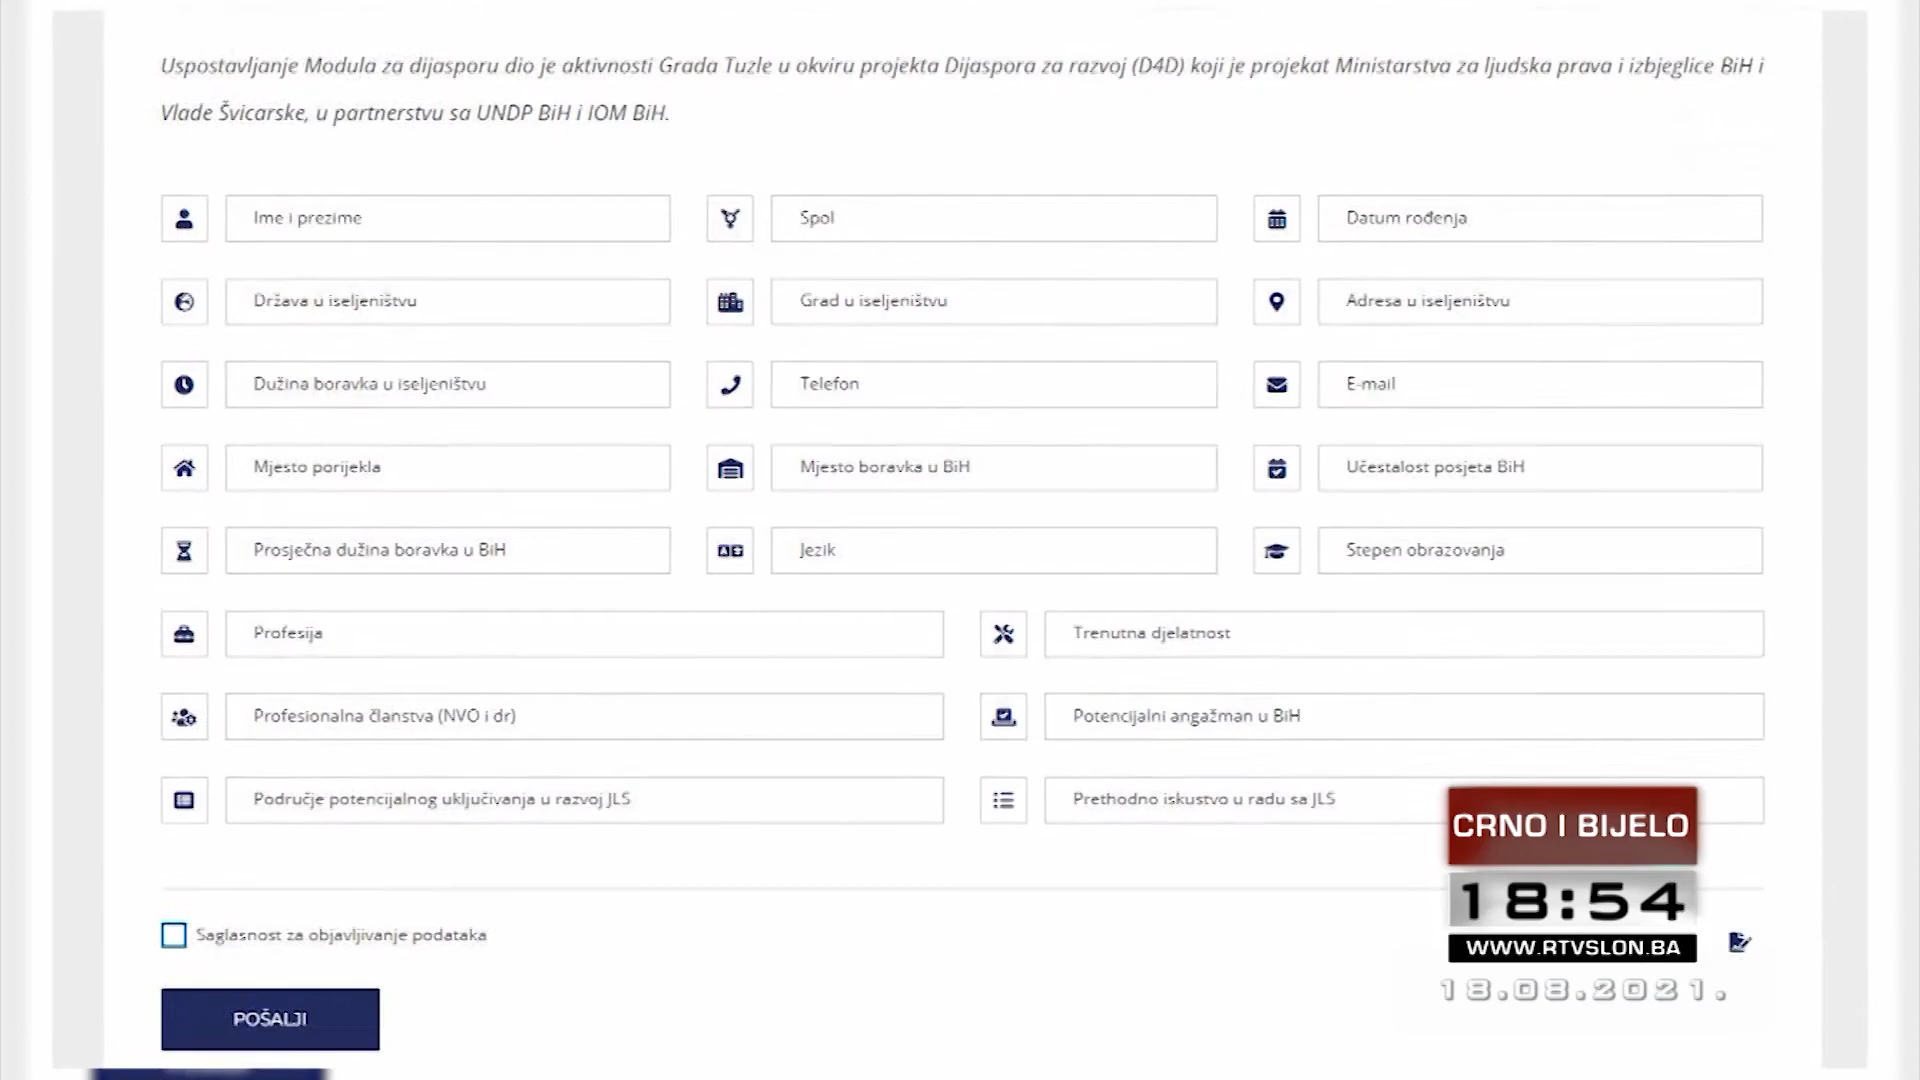 Uspostavljanje Modula za dijasporu dio je aktivnosti Grada Tuzle u okviru projekta Dijaspora za razvoj (D4D) koji je projekat Ministarstva za ljudska prava i izbjeglice BiH i
Vlade Švicarske, u partnerstvu sa UNDP BiH i IOM BiH.
Ime i prezime
Spol
Datum rođenja
Država u iseljeništvu
Grad u iseljeništvu
Adresa u iseljeništvu
Dužina boravka u iseljeništvu
Telefon
E-mail
Mjesto porijekla
Mjesto boravka u BiH
Učestalost posjeta BiH
Prosječna dužina boravka u BiH
Jezik
Stepen obrazovanja
Profesija
Trenutna djelatnost
Profesionalna članstva (NVO i dr)
Potencijalni angažman u BiH
Područje potencijalnog uključivanja u razvoj JLS
Prethodno iskustvo u radu sa JLS
CRNO I BIJELO
18:54
WWW.RTVSLON.BA
18.08.2021.
Saglasnost za objavljivanje podataka
POŠALJI